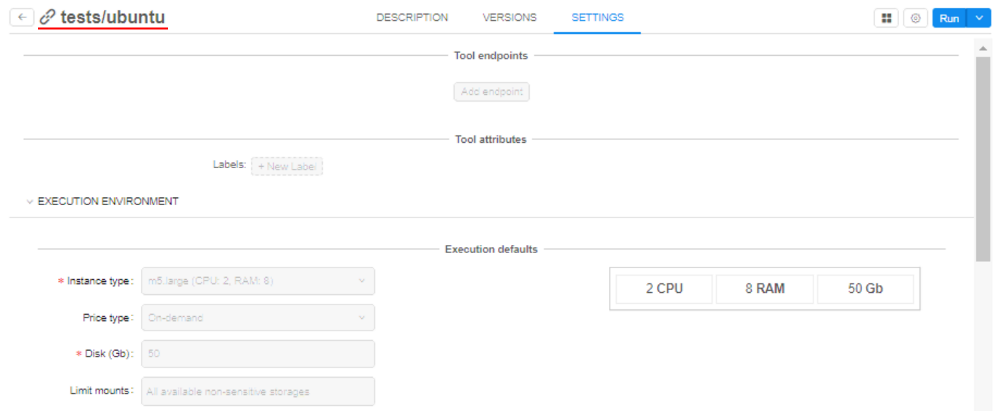 tests/ubuntu DESCRIPTION VERSIONS SETTINGS Run
Tool endpoints
Add endpoint
Tool attributes
Labels: + New Label
EXECUTION ENVIRONMENT
Execution defaults
* Instance type: m5.large (CPU: 2, RAM: 8) 2 CPU 8 RAM 50 Gb
Price type: On-demand
* Disk (Gb): 50
Limit mounts: All available non-sensitive storages